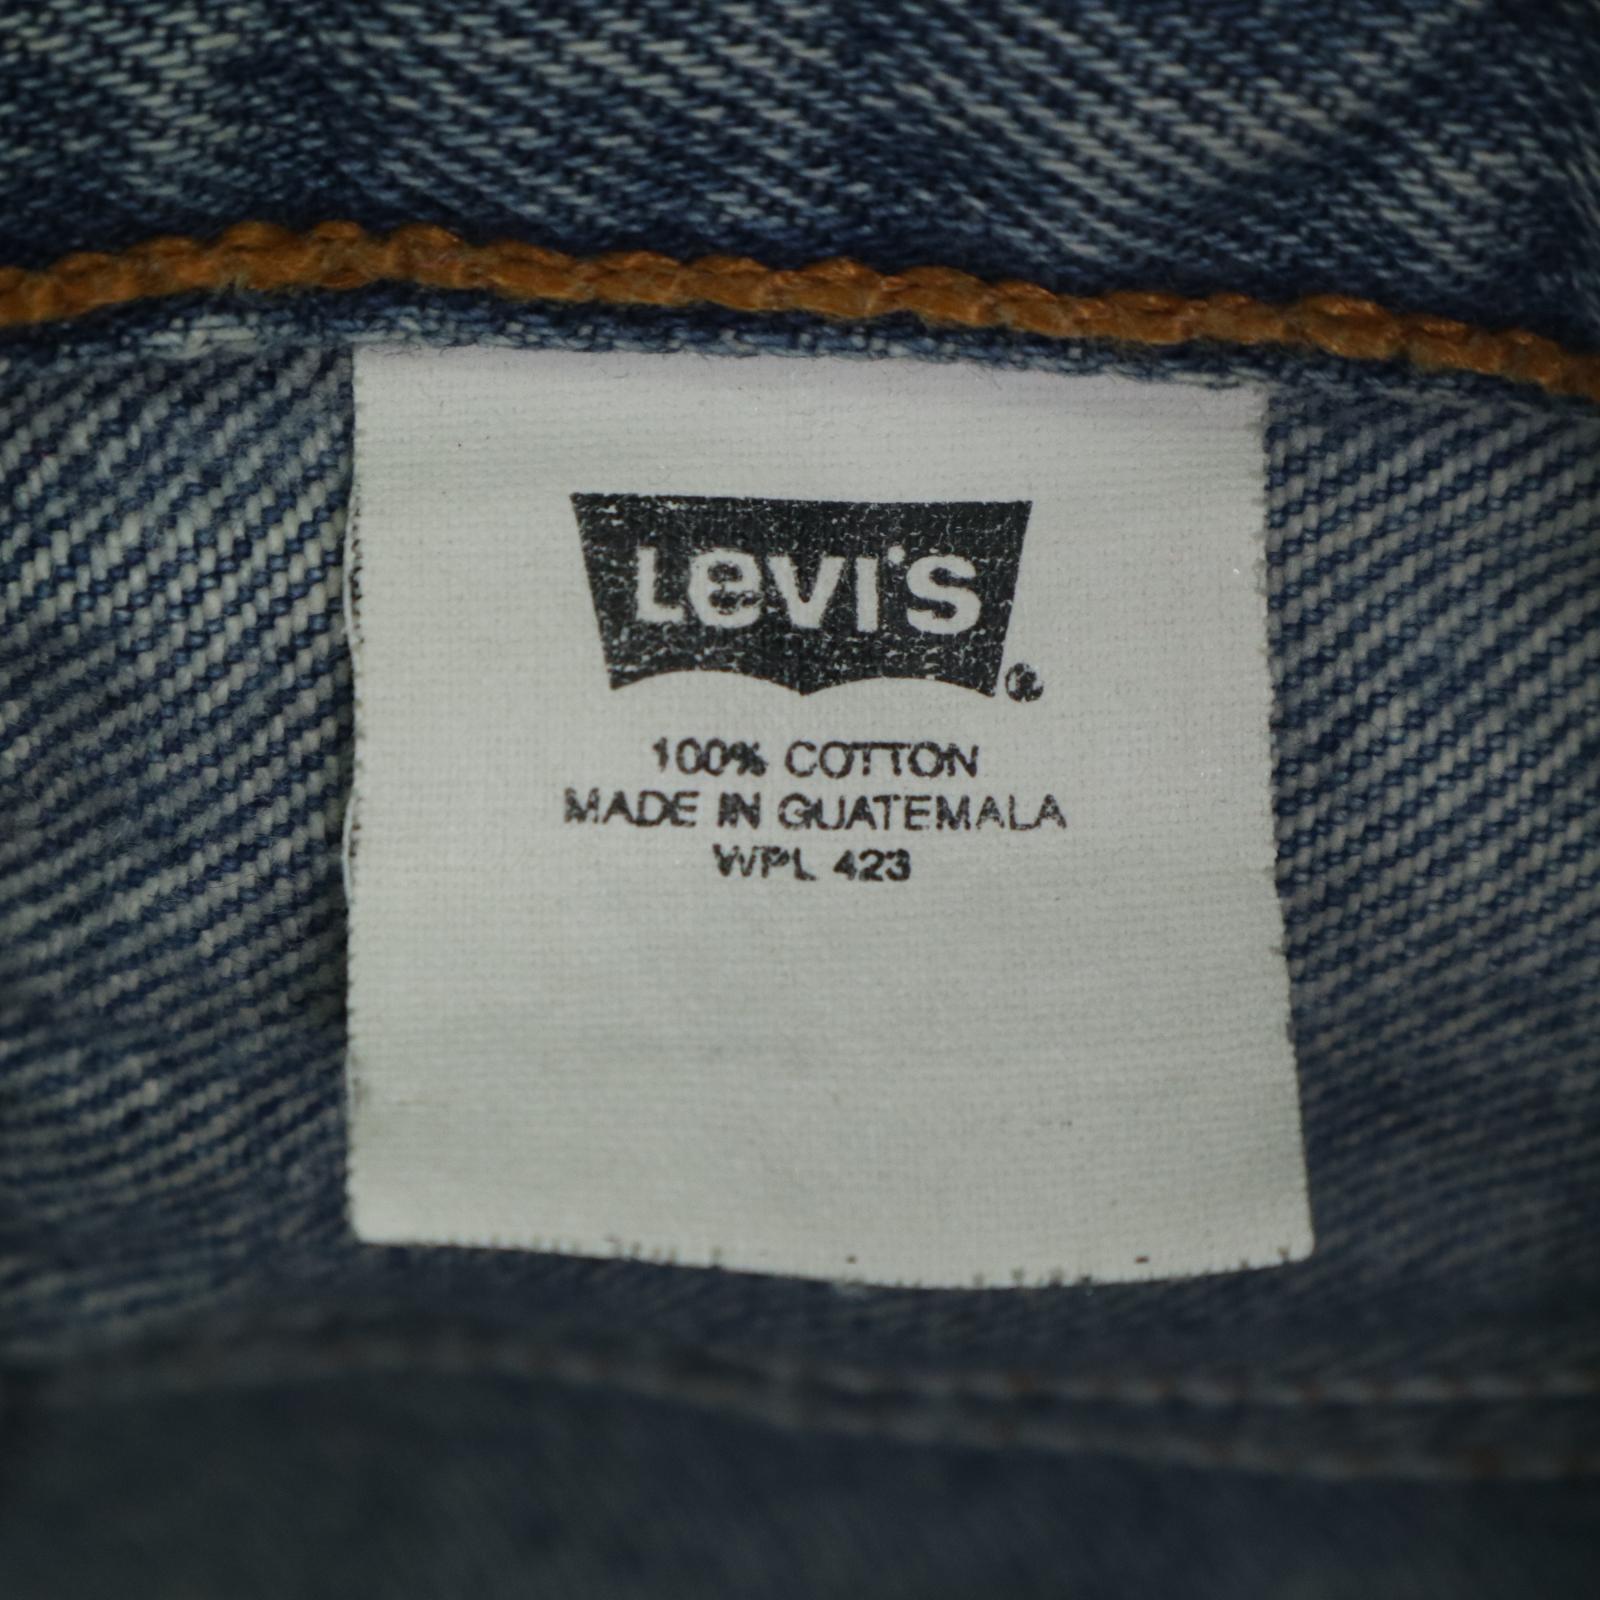 LEVI'S ®
100% COTTON
MADE IN GUATEMALA
WPL 423